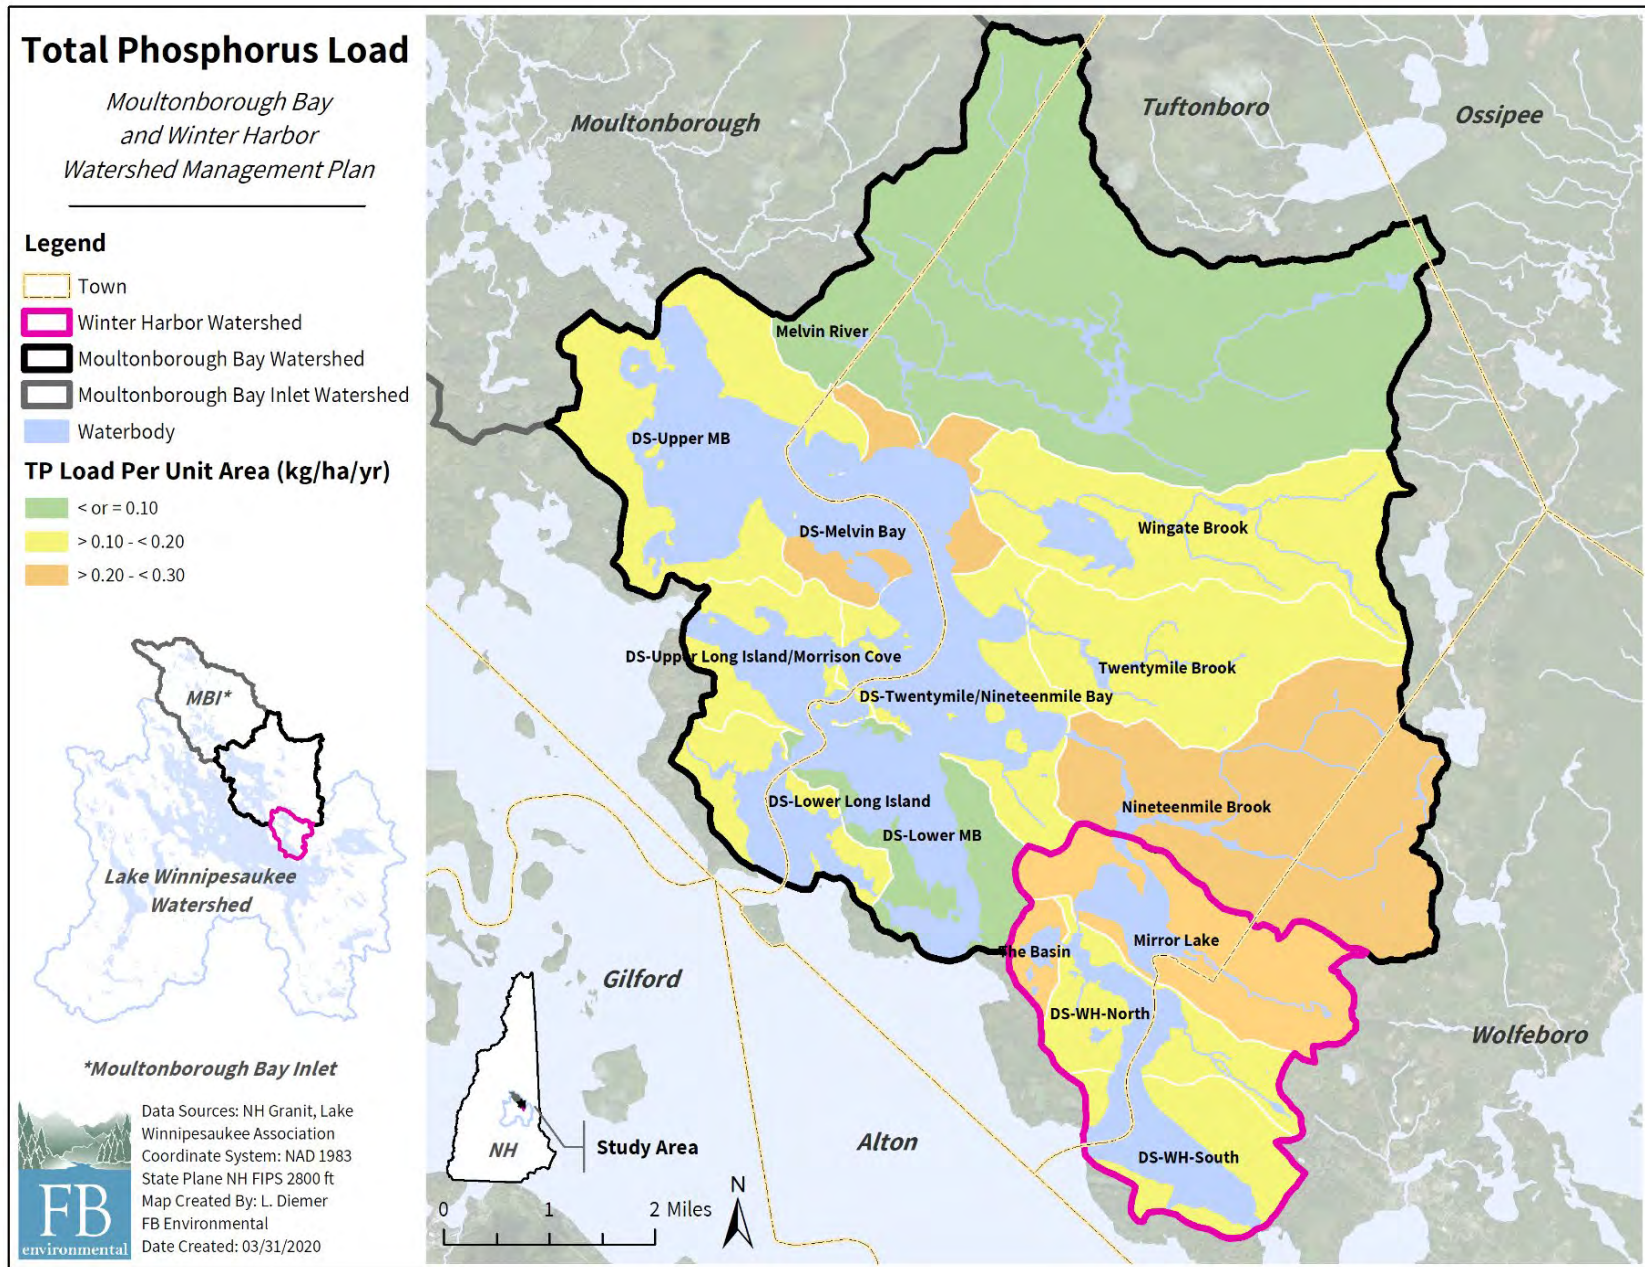 Total Phosphorus Load
Moultonborough Bay
and Winter Harbor
Watershed Management Plan
Legend
Town
Winter Harbor Watershed
Moultonborough Bay Watershed
Moultonborough Bay Inlet Watershed
Waterbody
TP Load Per Unit Area (kg/ha/yr)
< or = 0.10
> 0.10 - < 0.20
> 0.20 - < 0.30
MBI*
Lake Winnipesaukee
Watershed
*Moultonborough Bay Inlet
FB
environmental
Data Sources: NH Granit, Lake
Winnipesaukee Association
Coordinate System: NAD 1983
State Plane NH FIPS 2800 ft
Map Created By: L. Diemer
FB Environmental
Date Created: 03/31/2020
Moultonborough
Tuftonboro
Ossipee
Melvin River
DS-Upper MB
DS-Melvin Bay
Wingate Brook
DS-Upper Long Island/Morrison Cove
Twentymile Brook
DS-Twentymile/Nineteenmile Bay
DS-Lower Long Island
Nineteenmile Brook
DS-Lower MB
Mirror Lake
The Basin
Gilford
DS-WH-North
Wolfeboro
Alton
DS-WH-South
NH
Study Area
0 1 2 Miles
N